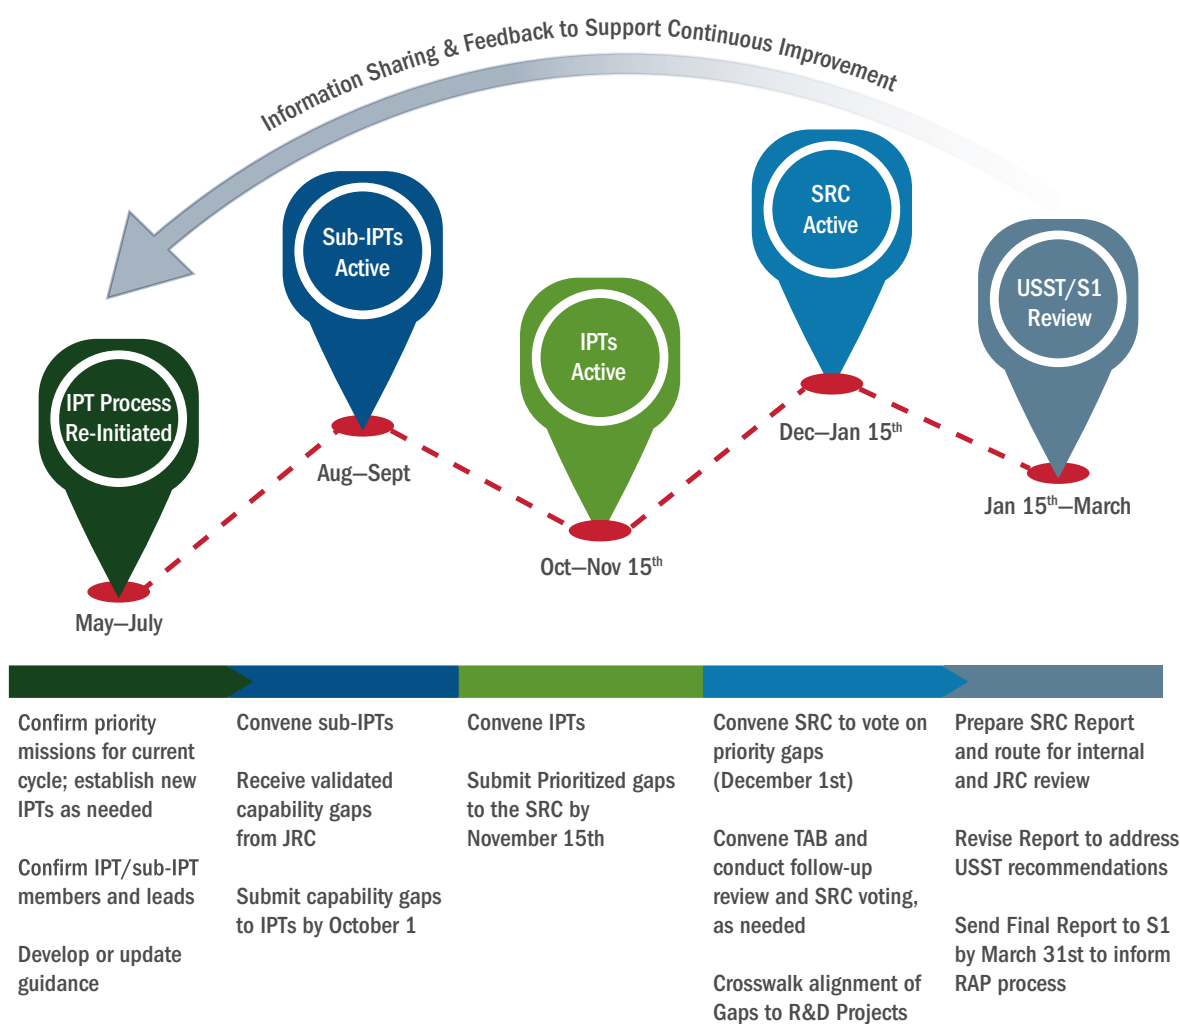 Information Sharing & Feedback to Support Continuous Improvement
IPT Process
Re-Initiated
May—July
Sub-IPTs
Active
Aug—Sept
IPTs
Active
Oct—Nov 15th
SRC
Active
Dec—Jan 15th
USST/S1
Review
Jan 15th—March
Confirm priority
missions for current
cycle; establish new
IPTs as needed
Confirm IPT/sub-IPT
members and leads
Develop or update
guidance
Convene sub-IPTs
Receive validated
capability gaps
from JRC
Submit capability gaps
to IPTs by October 1
Convene IPTs
Submit Prioritized gaps
to the SRC by
November 15th
Convene SRC to vote on
priority gaps
(December 1st)
Convene TAB and
conduct follow-up
review and SRC voting,
as needed
Crosswalk alignment of
Gaps to R&D Projects
Prepare SRC Report
and route for internal
and JRC review
Revise Report to address
USST recommendations
Send Final Report to S1
by March 31st to inform
RAP process